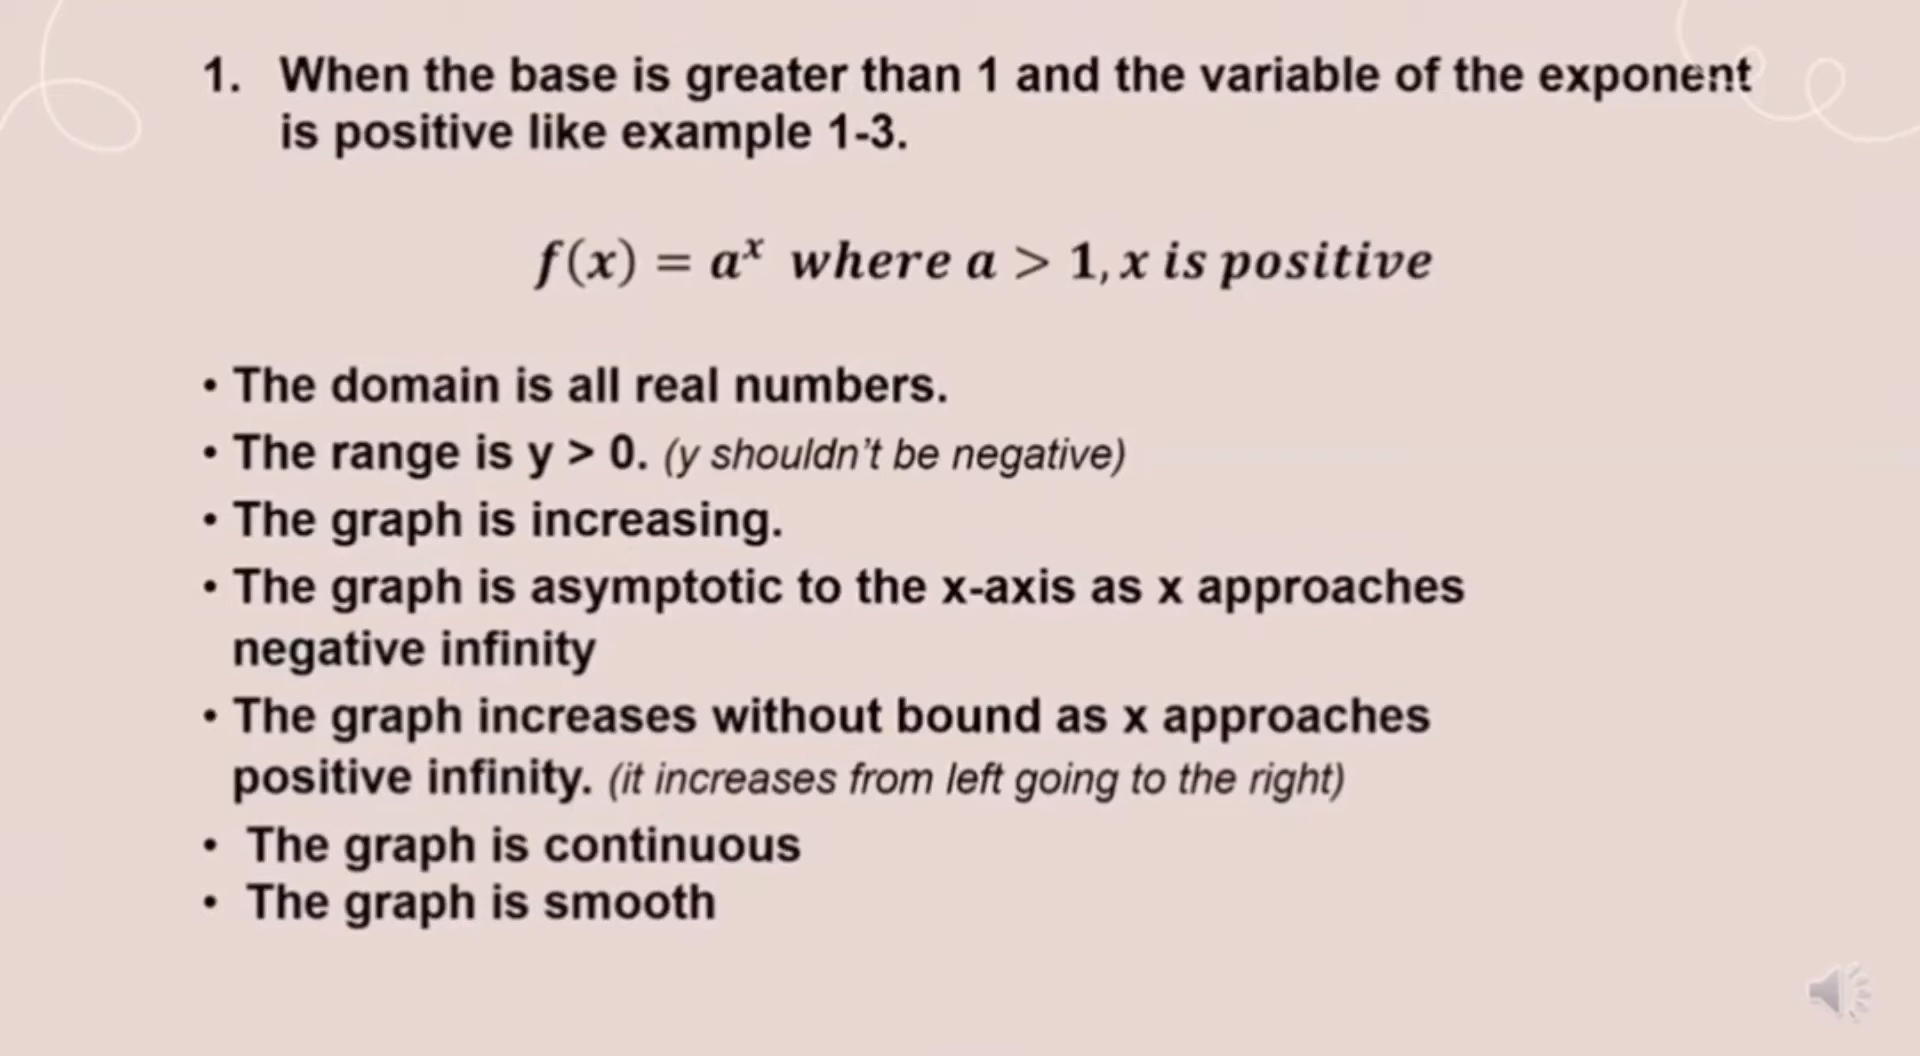 1. When the base is greater than 1 and the variable of the exponent
is positive like example 1-3.
f(x) = aˣ where a > 1, x is positive
• The domain is all real numbers.
• The range is y > 0. (y shouldn't be negative)
• The graph is increasing.
• The graph is asymptotic to the x-axis as x approaches
negative infinity
• The graph increases without bound as x approaches
positive infinity. (it increases from left going to the right)
• The graph is continuous
• The graph is smooth